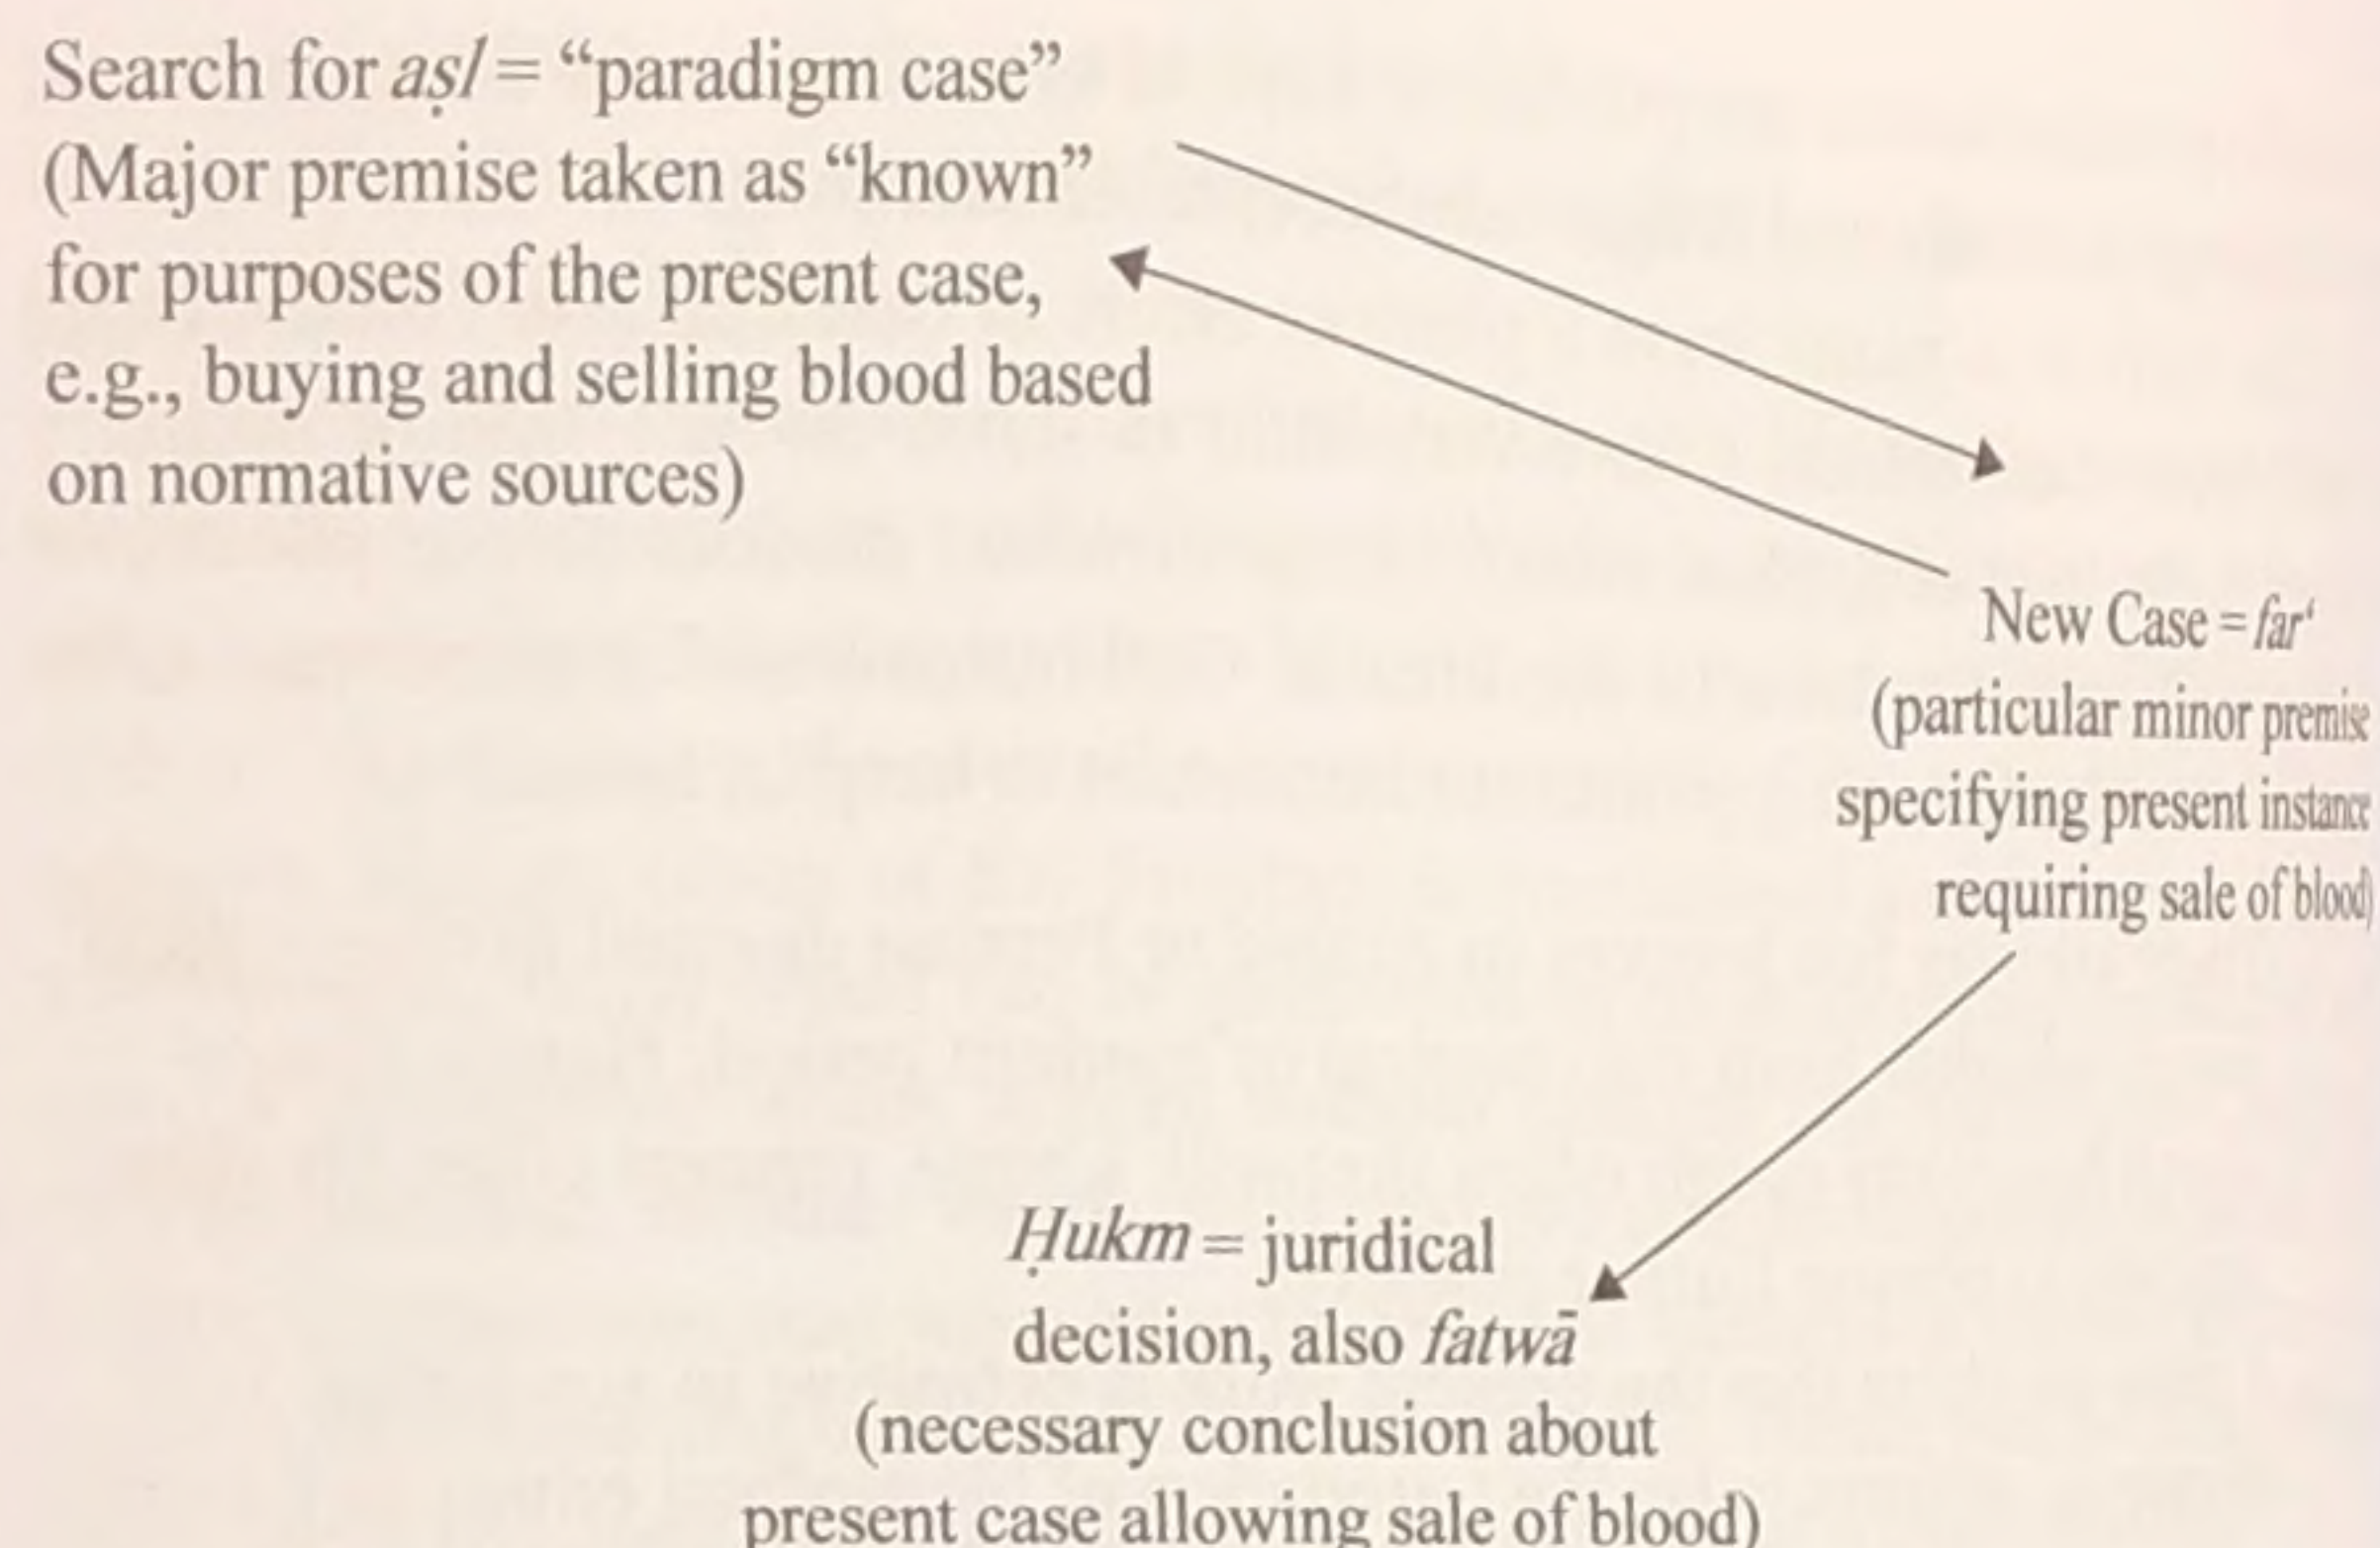 Search for aṣl = “paradigm case”
(Major premise taken as “known”
for purposes of the present case,
e.g., buying and selling blood based
on normative sources)
New Case = far‘
(particular minor premise
specifying present instance
requiring sale of blood)
Ḥukm = juridical
decision, also fatwā
(necessary conclusion about
present case allowing sale of blood)